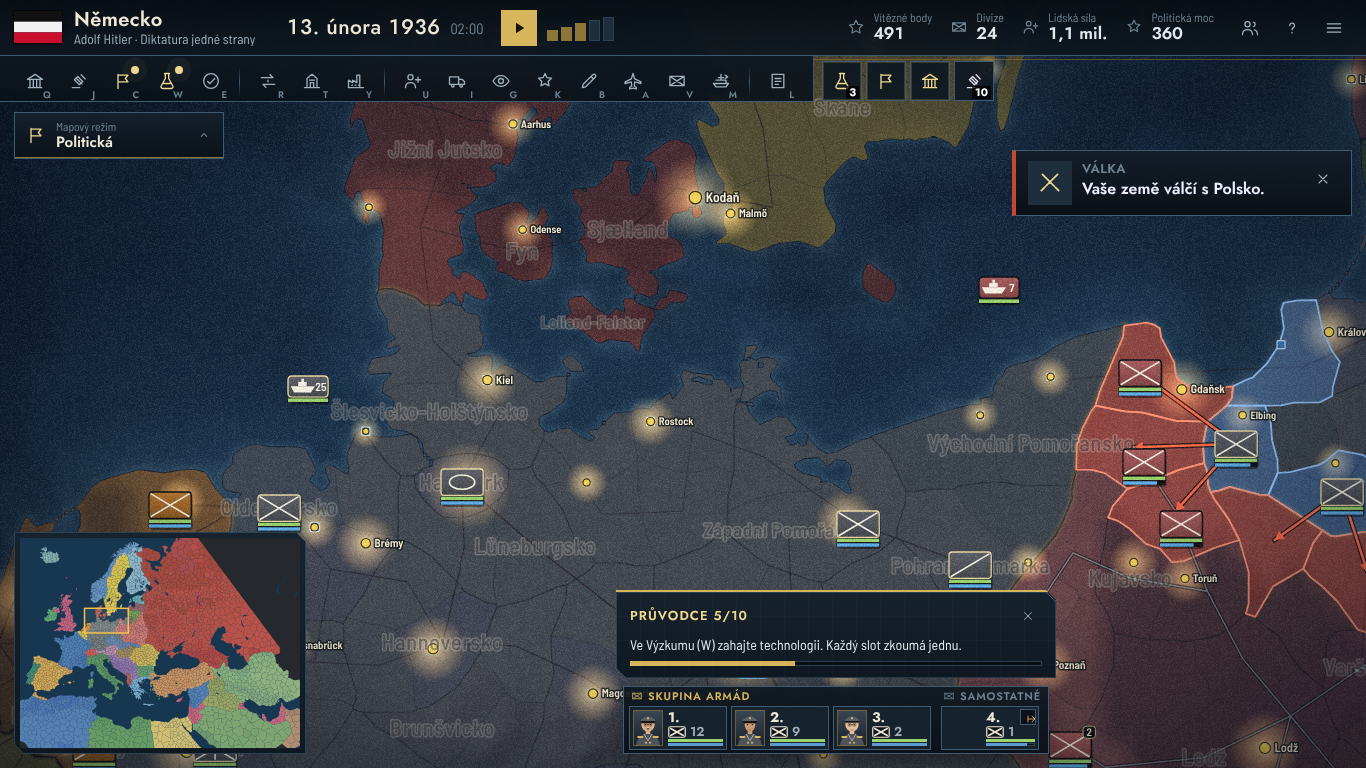 Německo
Adolf Hitler · Diktatura jedné strany
13. února 1936 02:00
Vítězné body
491
Divize
24
Lidská síla
1,1 mil.
Politická moc
360
?
Q J C W E R T Y U I G K B A V M L
3
10
Mapový režim
Politická
VÁLKA
Vaše země válčí s Polsko.
Skåne
Aarhus
Jižní Jutsko
Kodaň
Malmö
Odense
Sjælland
Fyn
7
Lolland-Falster
Králov
Kiel
25
Gdaňsk
Šlesvicko-Holštýnsko
Elbing
Rostock
Východní Pomořansko
Brémy
Západní Pomořa
Lüneburgsko
Kujavsko
Toruň
Hannoversko
snabrück
Poznaň
Varš
Magd
Brunšvicko
2
Lodž
Lodž
PRŮVODCE 5/10
Ve Výzkumu (W) zahajte technologii. Každý slot zkoumá jednu.
SKUPINA ARMÁD
SAMOSTATNÉ
1.
12
2.
9
3.
2
4.
1